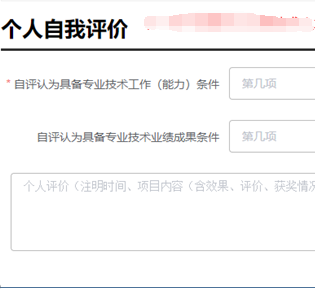 个人自我评价
* 自评认为具备专业技术工作（能力）条件
第几项
自评认为具备专业技术业绩成果条件
第几项
个人评价（注明时间、项目内容（含效果、评价、获奖情况